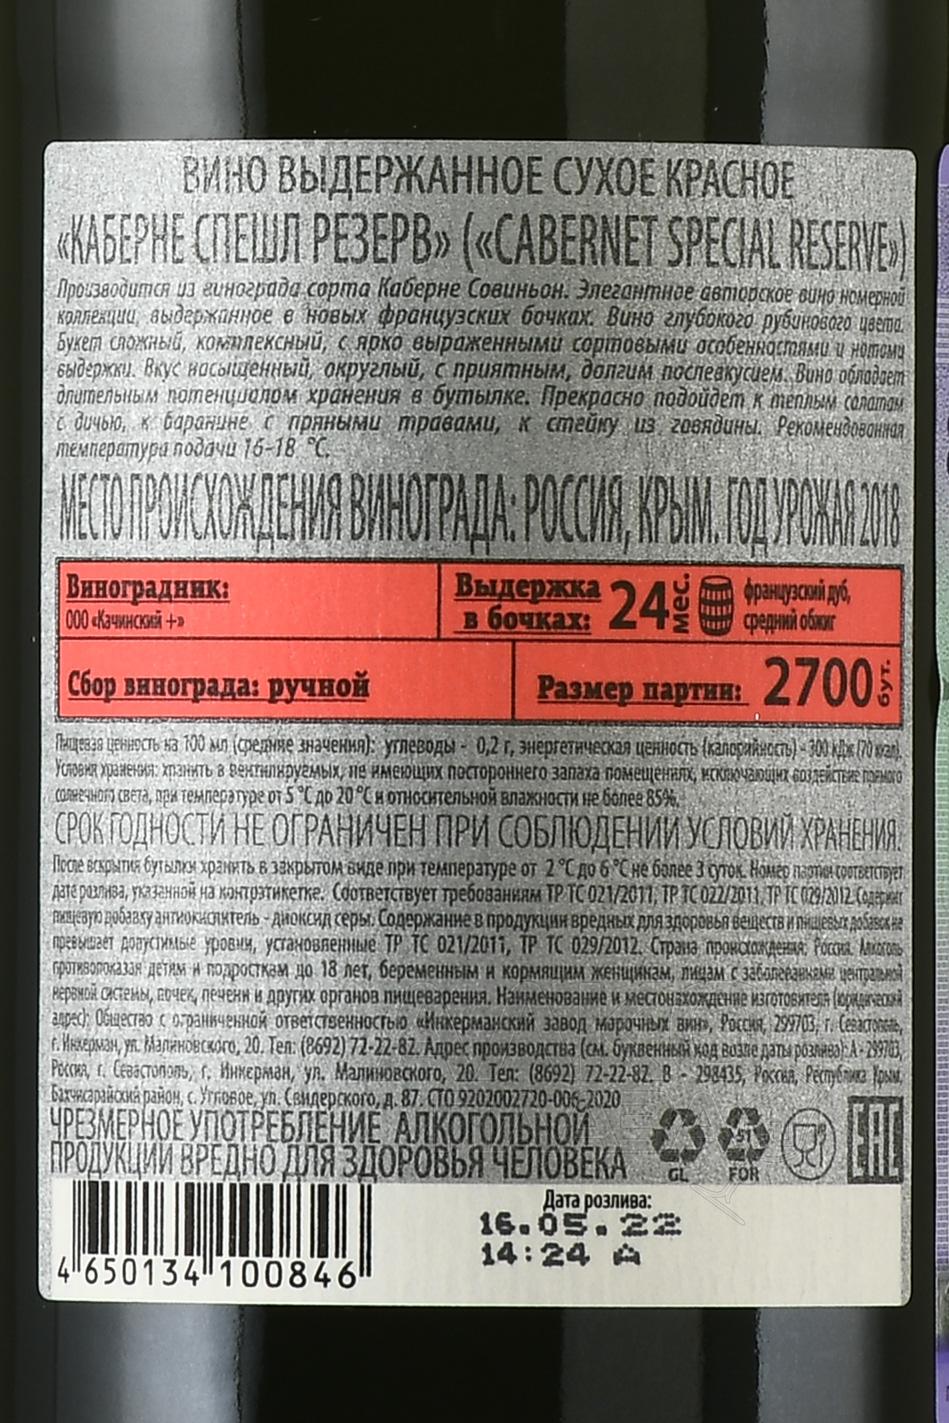 ВИНО ВЫДЕРЖАННОЕ СУХОЕ КРАСНОЕ
«КАБЕРНЕ СПЕШЛ РЕЗЕРВ» («CABERNET SPECIAL RESERVE»)
Производится из винограда сорта Каберне Совиньон. Элегантное авторское вино номерной
коллекции, выдержанное в новых французских бочках. Вино глубокого рубинового цвета.
Букет сложный, комплексный, с ярко выраженными сортовыми особенностями и нотами
выдержки. Вкус насыщенный, округлый, с приятным, долгим послевкусием. Вино обладает
длительным потенциалом хранения в бутылке. Прекрасно подойдет к теплым салатам
с дичью, к баранине с пряными травами, к стейку из говядины. Рекомендованная
температура подачи 16-18 °С.
МЕСТО ПРОИСХОЖДЕНИЯ ВИНОГРАДА: РОССИЯ, КРЫМ. ГОД УРОЖАЯ 2018
Виноградник:
ООО «Качинский +»
Выдержка
в бочках: 24 мес.
французский дуб,
средний обжиг
Сбор винограда: ручной
Размер партии: 2700 бут.
Пищевая ценность на 100 мл (средние значения): углеводы - 0,2 г, энергетическая ценность (калорийность) - 300 кДж (70 ккал).
Условия хранения: хранить в вентилируемых, не имеющих постороннего запаха помещениях, исключающих воздействие прямого
солнечного света, при температуре от 5 °С до 20 °С и относительной влажности не более 85%.
СРОК ГОДНОСТИ НЕ ОГРАНИЧЕН ПРИ СОБЛЮДЕНИИ УСЛОВИЙ ХРАНЕНИЯ.
После вскрытия бутылки хранить в закрытом виде при температуре от 2 °С до 6 °С не более 3 суток. Номер партии соответствует
дате розлива, указанной на контрэтикетке. Соответствует требованиям ТР ТС 021/2011, ТР ТС 022/2011, ТР ТС 029/2012. Содержит
пищевую добавку антиокислитель - диоксид серы. Содержание в продукции вредных для здоровья веществ и пищевых добавок не
превышает допустимые уровни, установленные ТР ТС 021/2011, ТР ТС 029/2012. Страна происхождения: Россия. Алкоголь
противопоказан детям и подросткам до 18 лет, беременным и кормящим женщинам, лицам с заболеваниями центральной
нервной системы, почек, печени и других органов пищеварения. Наименование и местонахождение изготовителя (юридический
адрес): Общество с ограниченной ответственностью «Инкерманский завод марочных вин», Россия, 299703, г. Севастополь,
г. Инкерман, ул. Малиновского, 20. Тел: (8692) 72-22-82. Адрес производства (см. буквенный код возле даты розлива): А - 299703,
Россия, г. Севастополь, г. Инкерман, ул. Малиновского, 20. Тел: (8692) 72-22-82. В - 298435, Россия, Республика Крым,
Бахчисарайский район, с. Угловое, ул. Свидерского, д. 87. СТО 9202002720-006-2020
ЧРЕЗМЕРНОЕ УПОТРЕБЛЕНИЕ АЛКОГОЛЬНОЙ
ПРОДУКЦИИ ВРЕДНО ДЛЯ ЗДОРОВЬЯ ЧЕЛОВЕКА
GL
51
FOR
ЕАС
Дата розлива:
16.05.22
14:24 А
4 650134 100846